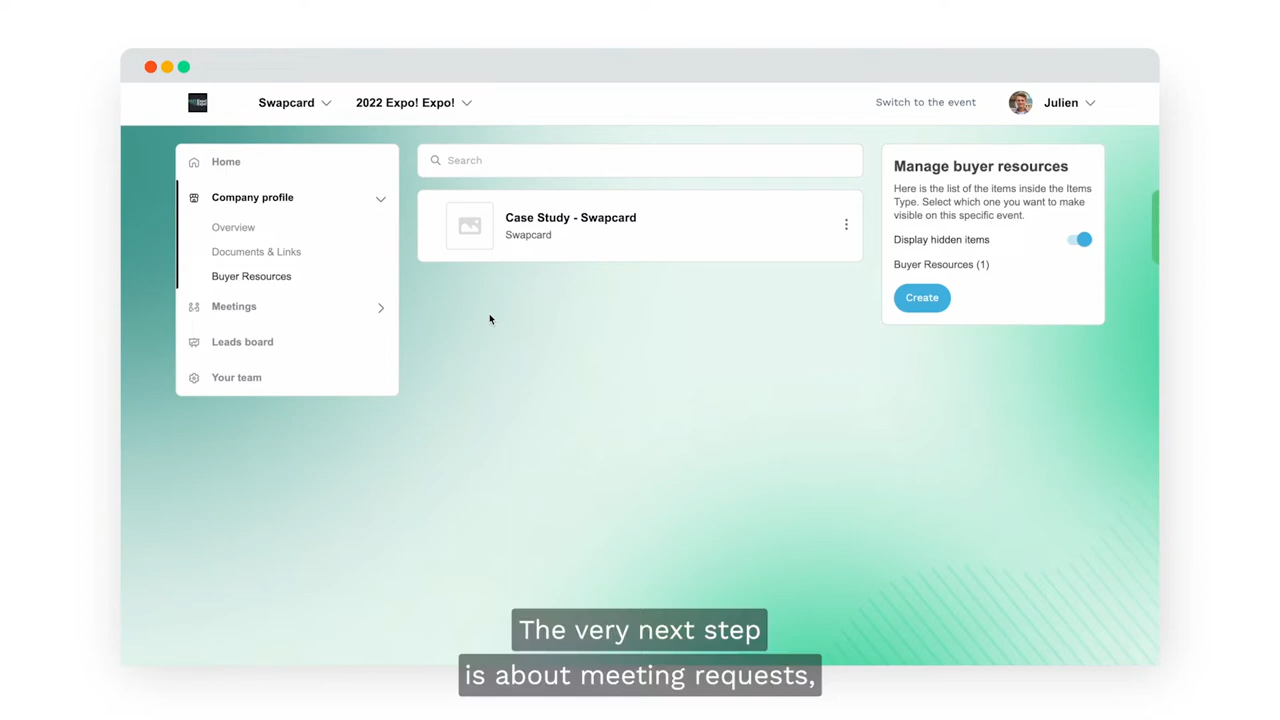 Swapcard
2022 Expo! Expo!
Switch to the event
Julien
Home
Company profile
Overview
Documents & Links
Buyer Resources
Meetings
Leads board
Your team
Search
Case Study - Swapcard
Swapcard
Manage buyer resources
Here is the list of the items inside the Items
Type. Select which one you want to make
visible on this specific event.
Display hidden items
Buyer Resources (1)
Create
The very next step
is about meeting requests,